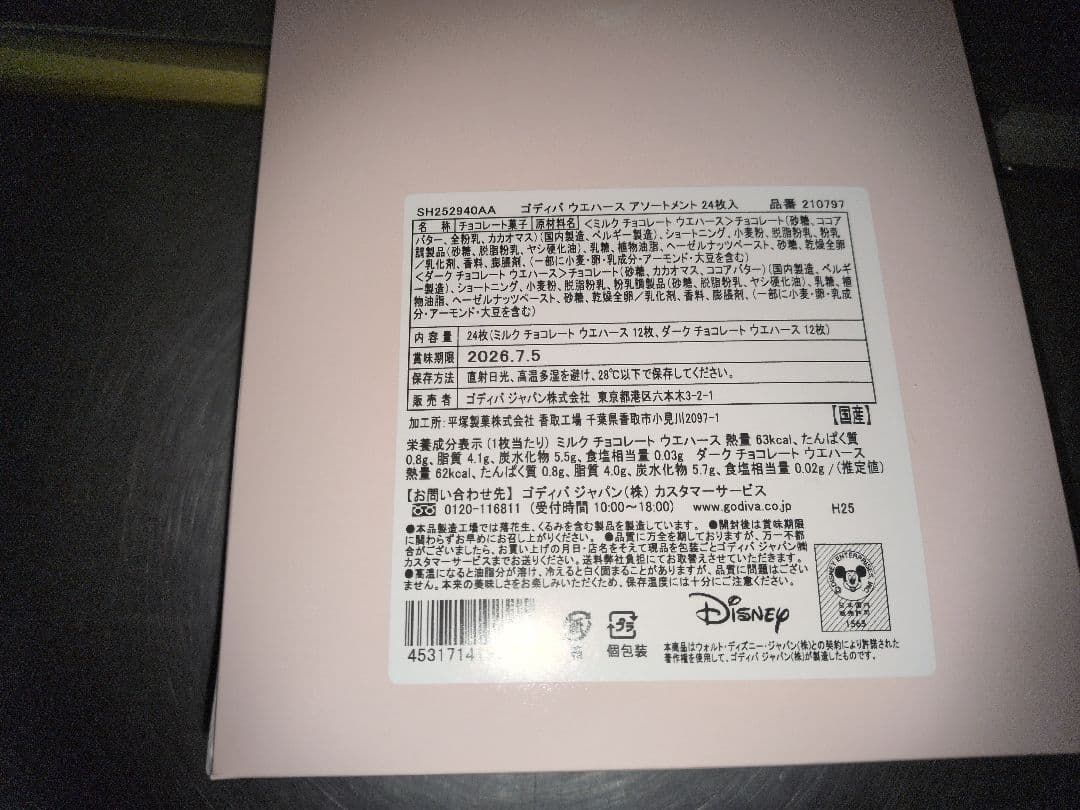 SH252940AA ゴディバ ウエハース アソートメント 24枚入 品番 210797
名 称 チョコレート菓子 原材料名 <ミルク チョコレート ウエハース>チョコレート(砂糖、ココア
バター、全粉乳、カカオマス)(国内製造、ベルギー製造)、ショートニング、小麦粉、脱脂粉乳、粉乳
調製品(砂糖、脱脂粉乳、ヤシ硬化油)、乳糖、植物油脂、ヘーゼルナッツペースト、砂糖、乾燥全卵
/乳化剤、香料、膨脹剤、(一部に小麦・卵・乳成分・アーモンド・大豆を含む)
<ダーク チョコレート ウエハース>チョコレート(砂糖、カカオマス、ココアバター)(国内製造、ベルギ
ー製造)、ショートニング、小麦粉、脱脂粉乳、粉乳調製品(砂糖、脱脂粉乳、ヤシ硬化油)、乳糖、植
物油脂、ヘーゼルナッツペースト、砂糖、乾燥全卵/乳化剤、香料、膨脹剤、(一部に小麦・卵・乳成
分・アーモンド・大豆を含む)
内 容 量 24枚(ミルク チョコレート ウエハース 12枚、ダーク チョコレート ウエハース 12枚)
賞味期限 2026.7.5
保存方法 直射日光、高温多湿を避け、28℃以下で保存してください。
販 売 者 ゴディバ ジャパン株式会社 東京都港区六本木3-2-1
加工所:平塚製菓株式会社 香取工場 千葉県香取市小見川2097-1 【国産】
栄養成分表示(1枚当たり) ミルク チョコレート ウエハース 熱量 63kcal、たんぱく質
0.8g、脂質 4.1g、炭水化物 5.5g、食塩相当量 0.03g ダーク チョコレート ウエハース
熱量 62kcal、たんぱく質 0.8g、脂質 4.0g、炭水化物 5.7g、食塩相当量 0.02g/(推定値)
【お問い合わせ先】ゴディバ ジャパン(株) カスタマーサービス
0120-116811 (受付時間 10:00~18:00) www.godiva.co.jp H25
●本品製造工場では落花生、くるみを含む製品を製造しています。 ●開封後は賞味期限
に関わらずお早めにお召し上がりください。 ●品質に万全を期しておりますが、万一不都
合がございましたら、お買い上げの月日・店名をそえて現品を包装ごとゴディバ ジャパン㈱
カスタマーサービスまでお送りください。送料弊社負担にてお取替えさせていただきます。
●高温になると油脂分が溶け、冷えると白く固まることがありますが、品質に問題はござい
ません。本来の美味しさをお楽しみいただくため、保存温度には十分にご注意ください。
ENTERPRISES
日本国内
販売許可
1563
4531714
プラ
個包装
Disney
本商品はウォルト・ディズニー・ジャパン(株)との契約により許諾された
著作権を使用して、ゴディバ ジャパン(株)が製造したものです。